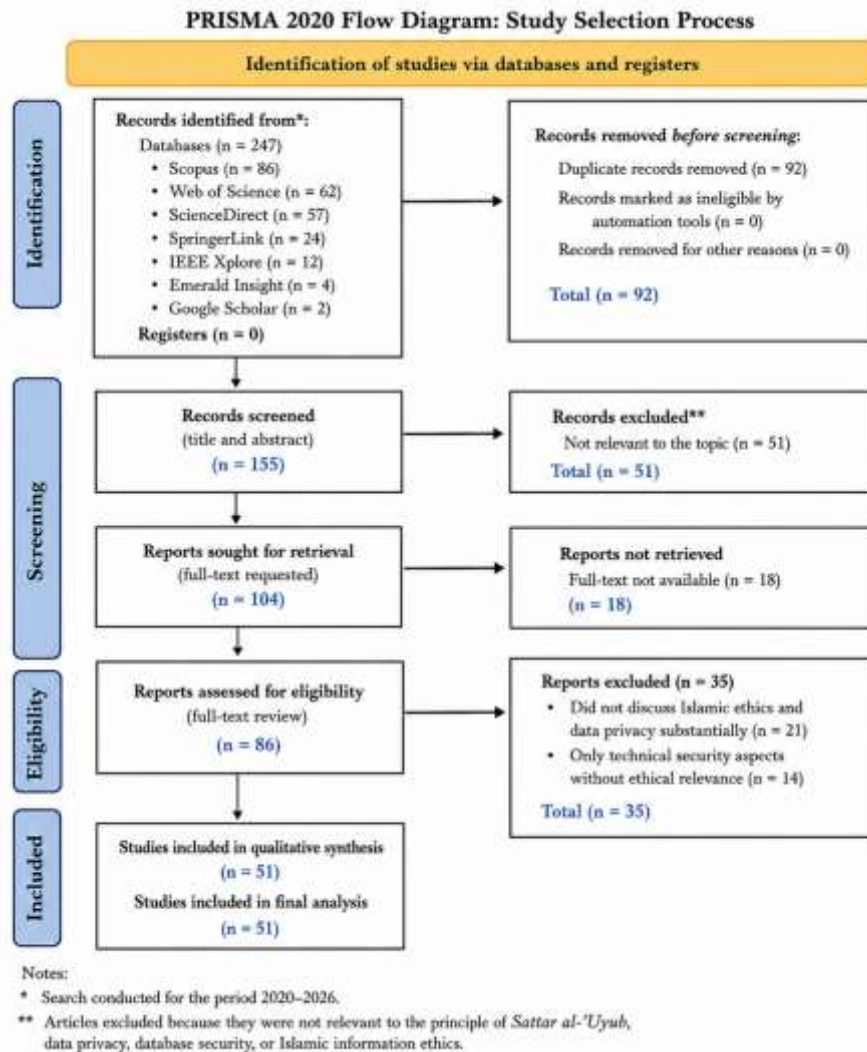 PRISMA 2020 Flow Diagram: Study Selection Process
Identification of studies via databases and registers
Identification
Records identified from*:
Databases (n = 247)
• Scopus (n = 86)
• Web of Science (n = 62)
• ScienceDirect (n = 57)
• SpringerLink (n = 24)
• IEEE Xplore (n = 12)
• Emerald Insight (n = 4)
• Google Scholar (n = 2)
Registers (n = 0)
Records removed before screening:
Duplicate records removed (n = 92)
Records marked as ineligible by
automation tools (n = 0)
Records removed for other reasons (n = 0)
Total (n = 92)
Screening
Records screened
(title and abstract)
(n = 155)
Records excluded**
Not relevant to the topic (n = 51)
Total (n = 51)
Reports sought for retrieval
(full-text requested)
(n = 104)
Reports not retrieved
Full-text not available (n = 18)
(n = 18)
Eligibility
Reports assessed for eligibility
(full-text review)
(n = 86)
Reports excluded (n = 35)
• Did not discuss Islamic ethics and
data privacy substantially (n = 21)
• Only technical security aspects
without ethical relevance (n = 14)
Total (n = 35)
Included
Studies included in qualitative synthesis
(n = 51)
Studies included in final analysis
(n = 51)
Notes:
* Search conducted for the period 2020–2026.
** Articles excluded because they were not relevant to the principle of Sattar al-'Uyub,
data privacy, database security, or Islamic information ethics.